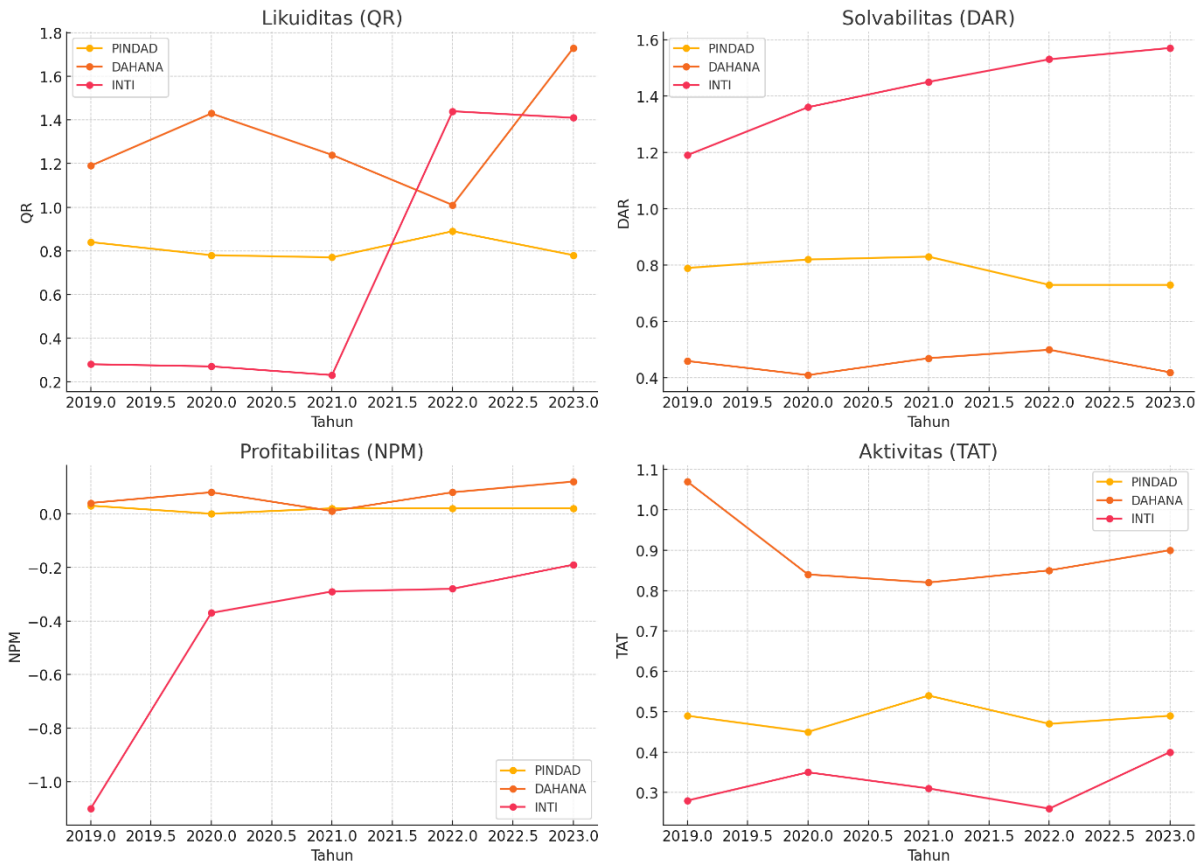 Likuiditas (QR)
1.8
1.6
1.4
1.2
1.0
0.8
0.6
0.4
0.2
QR
PINDAD
DAHANA
INTI
2019.0 2019.5 2020.0 2020.5 2021.0 2021.5 2022.0 2022.5 2023.0
Tahun
Solvabilitas (DAR)
1.6
1.4
1.2
1.0
0.8
0.6
0.4
DAR
PINDAD
DAHANA
INTI
2019.0 2019.5 2020.0 2020.5 2021.0 2021.5 2022.0 2022.5 2023.0
Tahun
Profitabilitas (NPM)
0.0
−0.2
−0.4
−0.6
−0.8
−1.0
NPM
PINDAD
DAHANA
INTI
2019.0 2019.5 2020.0 2020.5 2021.0 2021.5 2022.0 2022.5 2023.0
Tahun
Aktivitas (TAT)
1.1
1.0
0.9
0.8
0.7
0.6
0.5
0.4
0.3
TAT
PINDAD
DAHANA
INTI
2019.0 2019.5 2020.0 2020.5 2021.0 2021.5 2022.0 2022.5 2023.0
Tahun